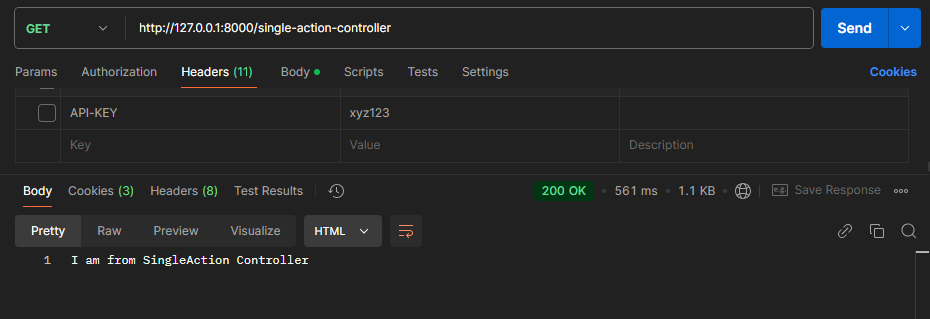 GET http://127.0.0.1:8000/single-action-controller Send
Params Authorization Headers (11) Body Scripts Tests Settings Cookies
API-KEY xyz123
Key Value Description
Body Cookies (3) Headers (8) Test Results 200 OK • 561 ms • 1.1 KB • Save Response
Pretty Raw Preview Visualize HTML
1 I am from SingleAction Controller